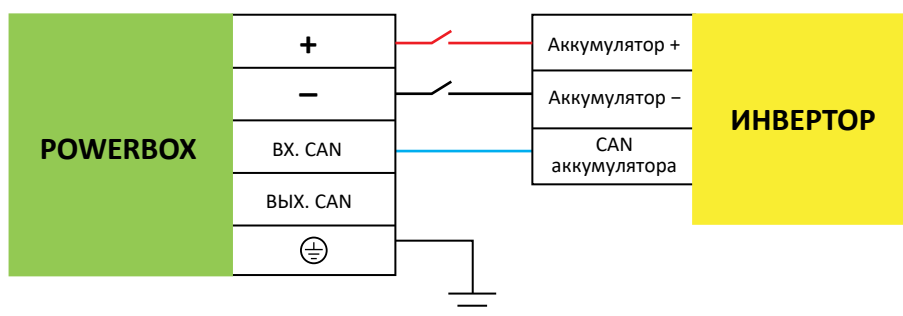 POWERBOX
+
−
ВХ. CAN
ВЫХ. CAN
Аккумулятор +
Аккумулятор −
CAN
аккумулятора
ИНВЕРТОР